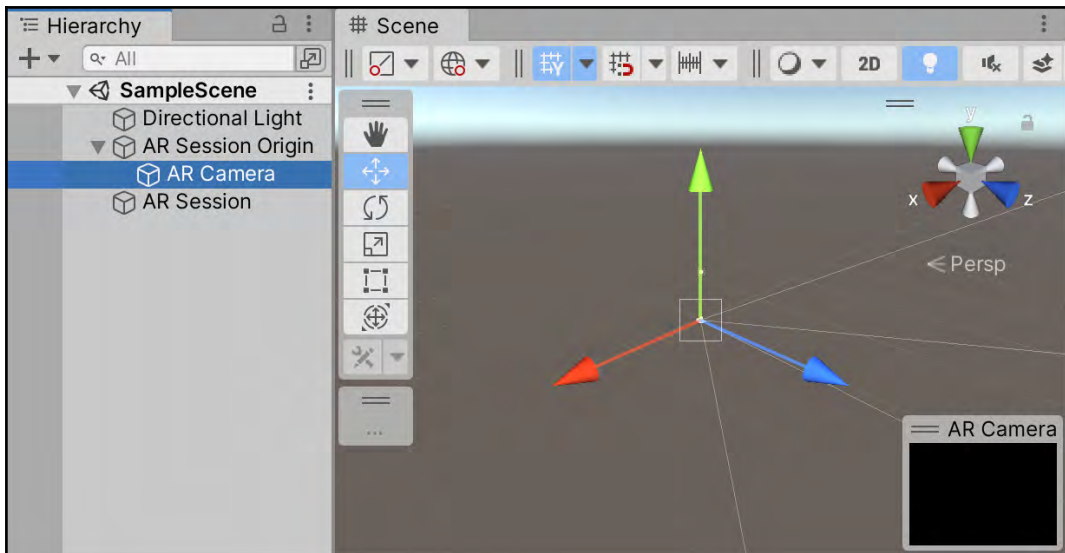 Hierarchy
All
SampleScene
Directional Light
AR Session Origin
AR Camera
AR Session
Scene
2D
y
x
z
Persp
...
AR Camera